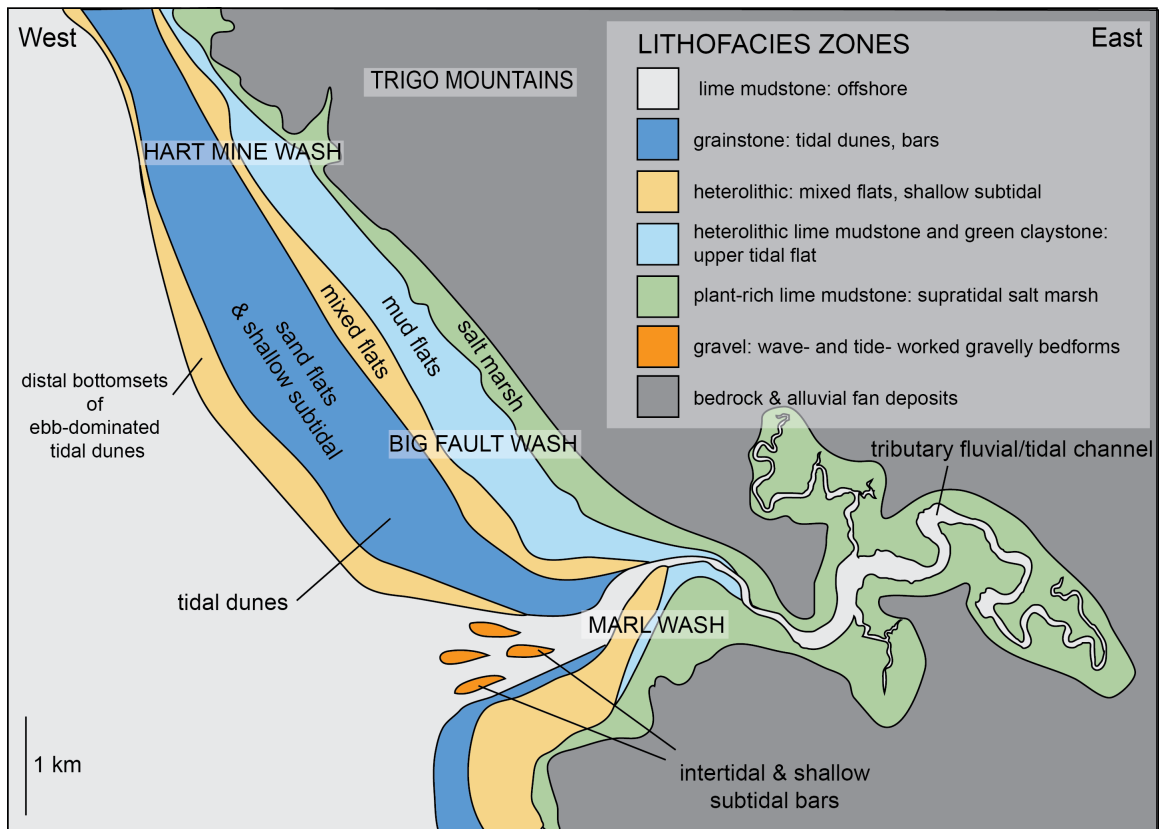 West
East
TRIGO MOUNTAINS
LITHOFACIES ZONES
lime mudstone: offshore
grainstone: tidal dunes, bars
heterolithic: mixed flats, shallow subtidal
heterolithic lime mudstone and green claystone:
upper tidal flat
plant-rich lime mudstone: supratidal salt marsh
gravel: wave- and tide- worked gravelly bedforms
bedrock & alluvial fan deposits
HART MINE WASH
sand flats
& shallow subtidal
mixed flats
mud flats
salt marsh
distal bottomsets
of
ebb-dominated
tidal dunes
BIG FAULT WASH
tributary fluvial/tidal channel
tidal dunes
MARL WASH
1 km
intertidal & shallow
subtidal bars